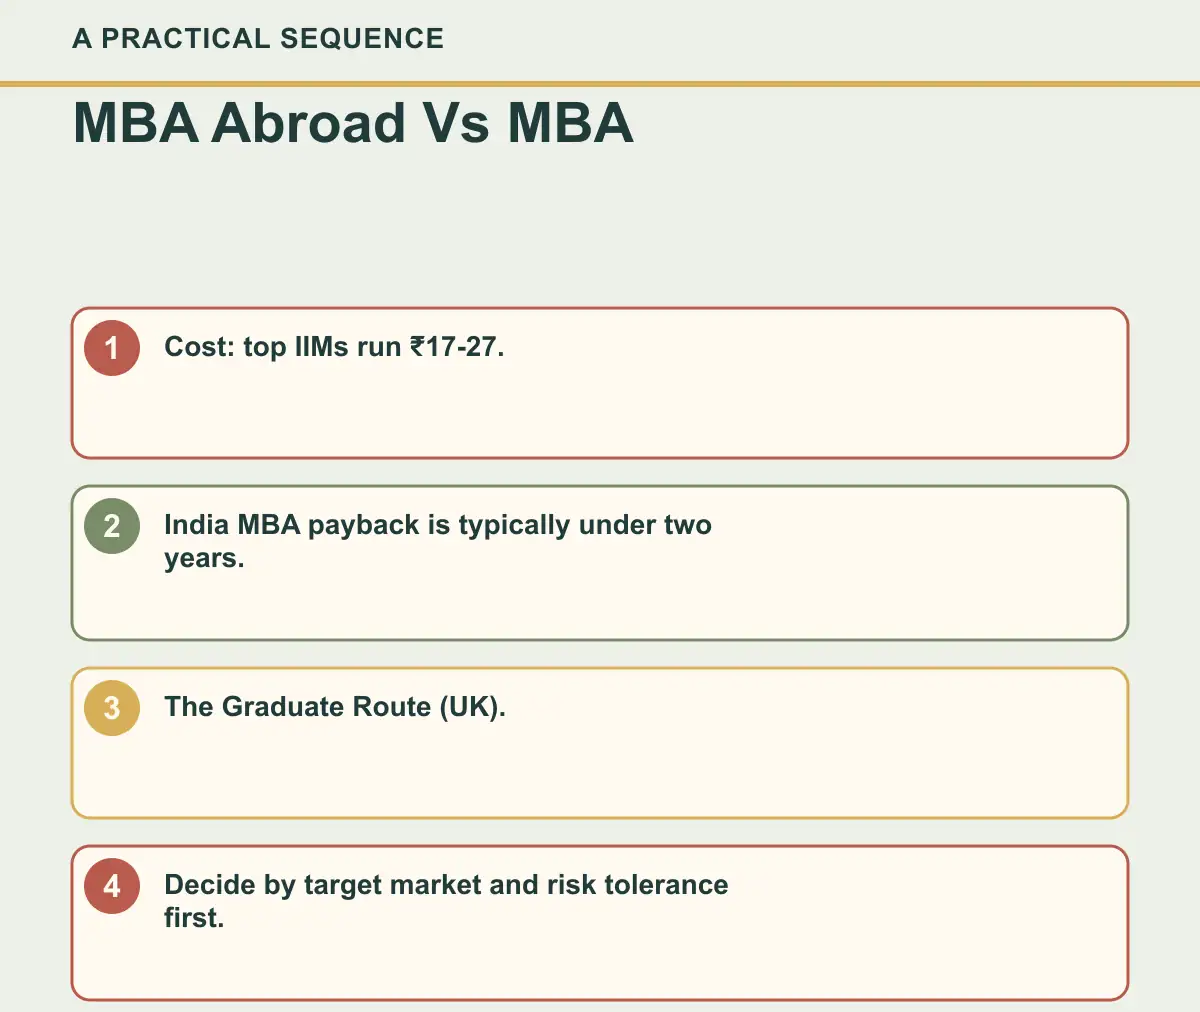 A PRACTICAL SEQUENCE
MBA Abroad Vs MBA
1
Cost: top IIMs run ₹17-27.
2
India MBA payback is typically under two
years.
3
The Graduate Route (UK).
4
Decide by target market and risk tolerance
first.